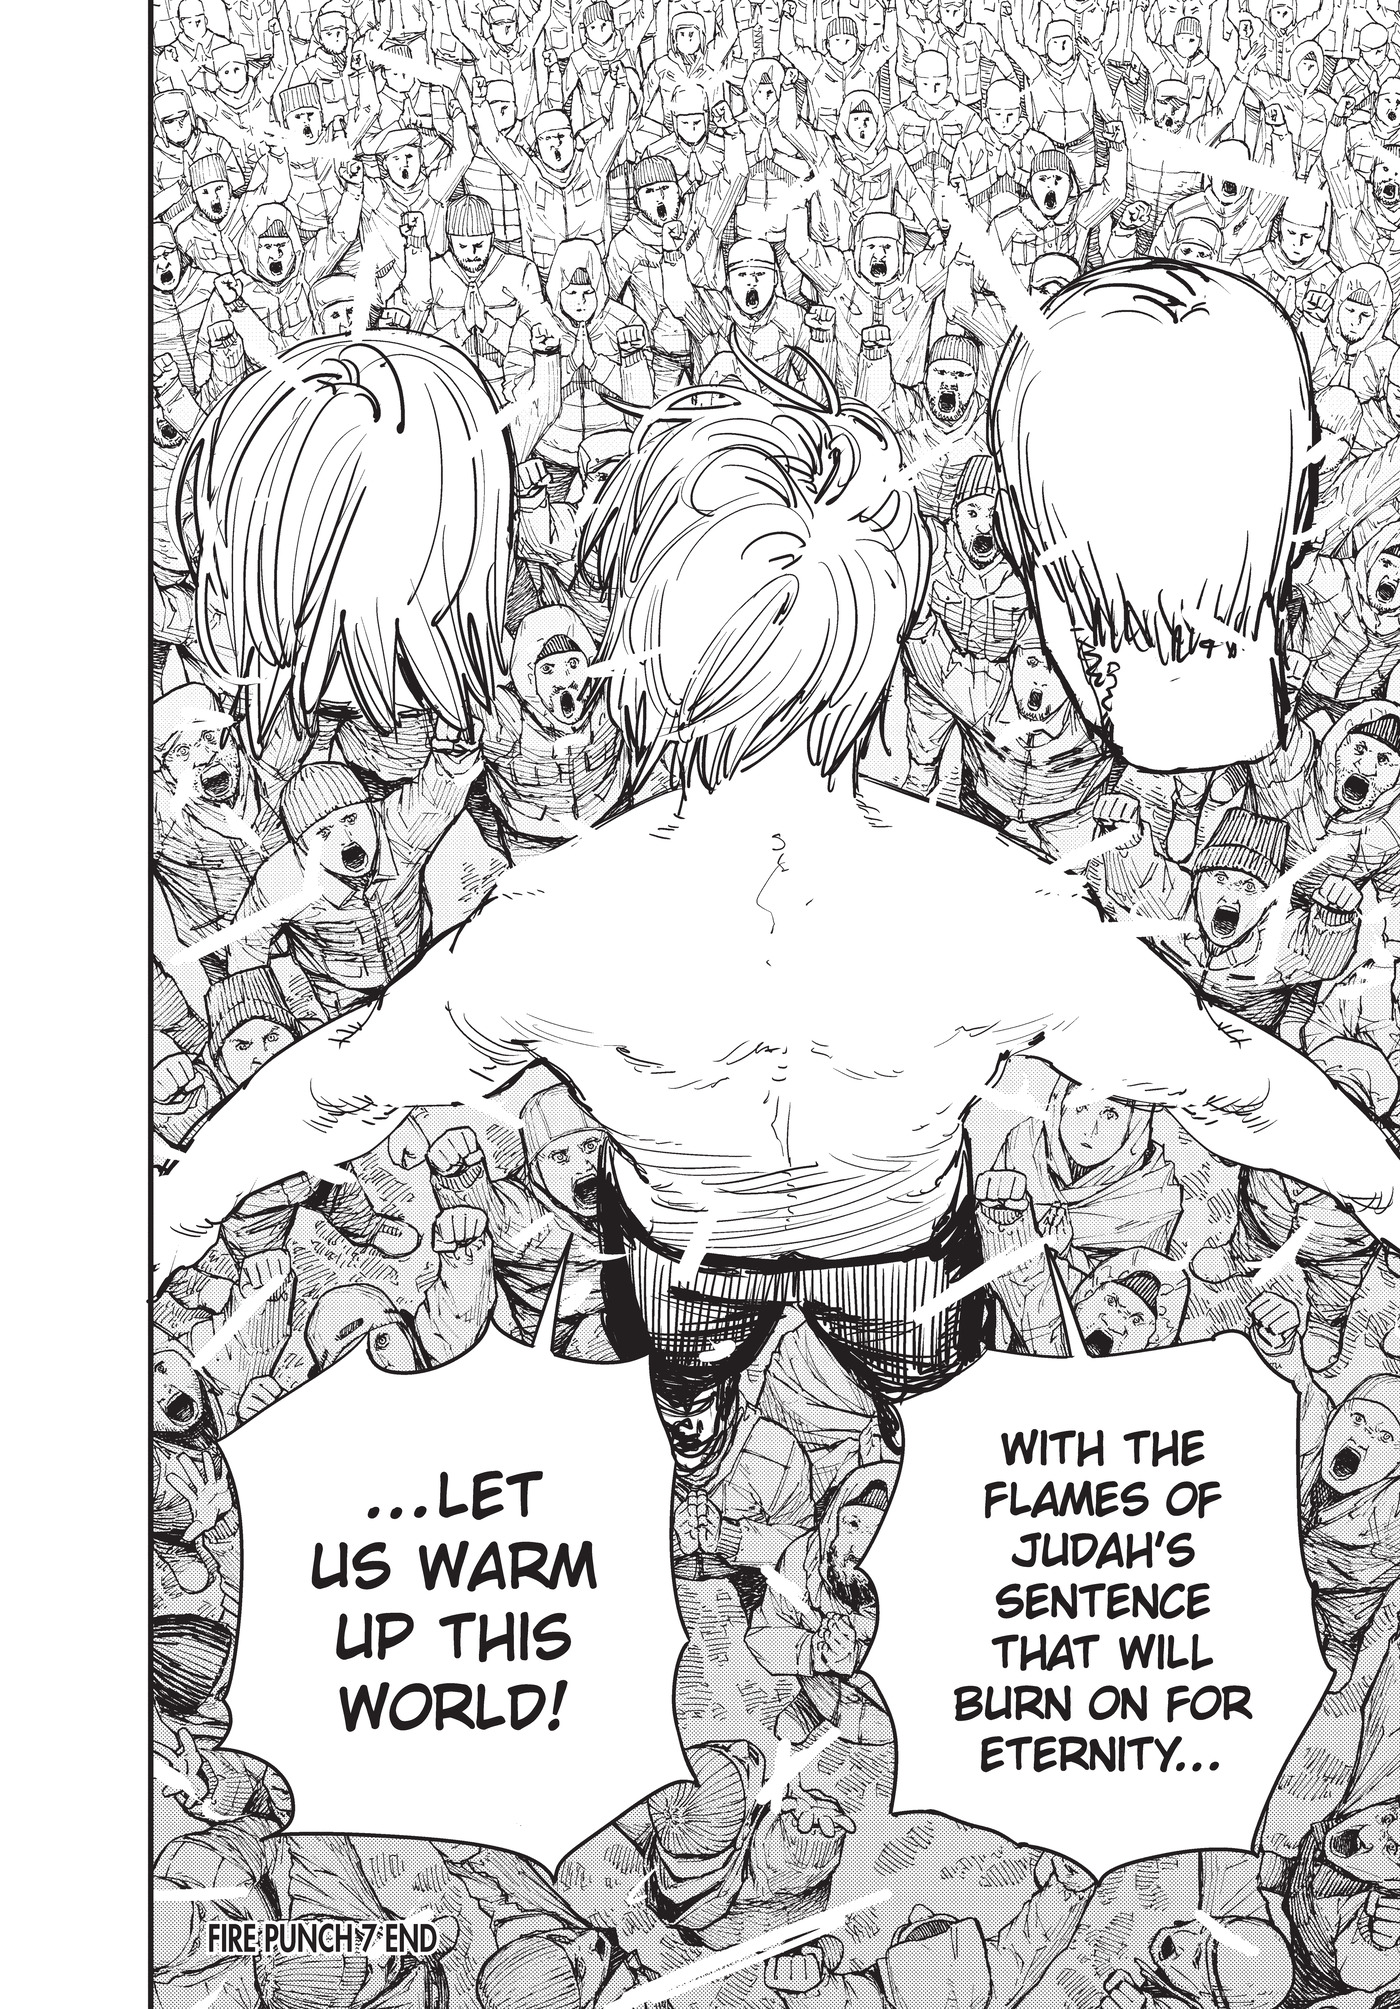 WITH THE
FLAMES OF
JUDAH'S
SENTENCE
THAT WILL
BURN ON FOR
ETERNITY...
...LET
US WARM
UP THIS
WORLD!
FIRE PUNCH 7 END